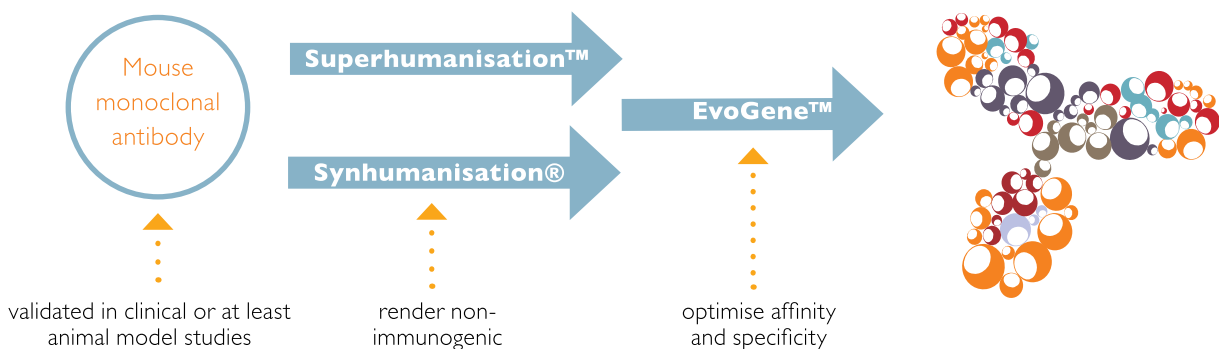 Mouse
monoclonal
antibody
Superhumanisation™
Synhumanisation®
EvoGene™
validated in clinical or at least
animal model studies
render non-
immunogenic
optimise affinity
and specificity